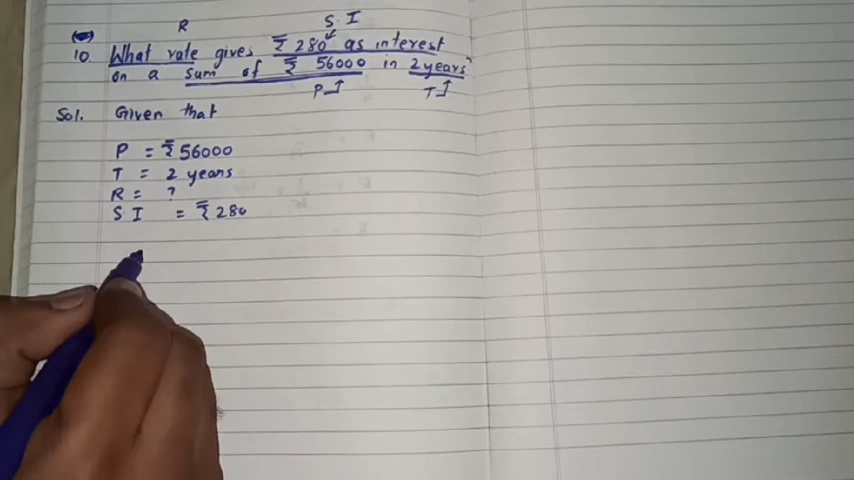 R S I
10. What rate gives ₹ 280 as interest
on a sum of ₹ 56000 in 2 years?
P T
Sol. Given that
P = ₹ 56000
T = 2 years
R = ?
S I = ₹ 280